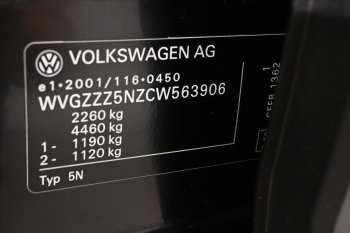 VOLKSWAGEN AG
e1*2001/116*0450
WVGZZZ5NZCW563906
2260 kg
4460 kg
1- 1190 kg
2- 1120 kg
Typ 5N